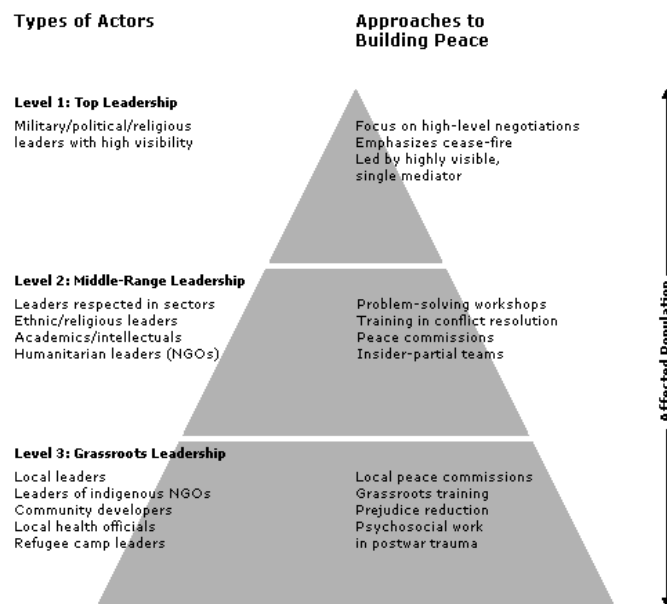 Types of Actors
Approaches to
Building Peace
Level 1: Top Leadership
Military/political/religious
leaders with high visibility
Focus on high-level negotiations
Emphasizes cease-fire
Led by highly visible,
single mediator
Level 2: Middle-Range Leadership
Leaders respected in sectors
Ethnic/religious leaders
Academics/intellectuals
Humanitarian leaders (NGOs)
Problem-solving workshops
Training in conflict resolution
Peace commissions
Insider-partial teams
Level 3: Grassroots Leadership
Local leaders
Leaders of indigenous NGOs
Community developers
Local health officials
Refugee camp leaders
Local peace commissions
Grassroots training
Prejudice reduction
Psychosocial work
in postwar trauma
Affected Population